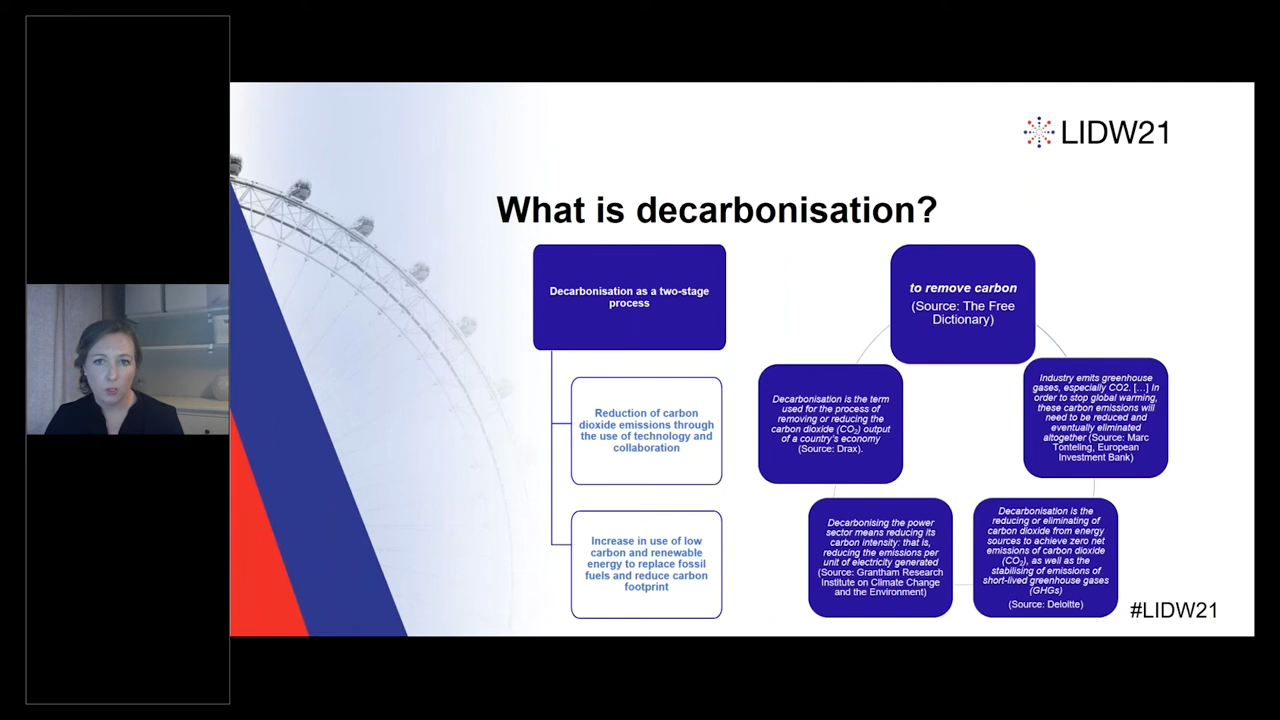 LIDW21
What is decarbonisation?
Decarbonisation as a two-stage
process
Reduction of carbon
dioxide emissions through
the use of technology and
collaboration
Increase in use of low
carbon and renewable
energy to replace fossil
fuels and reduce carbon
footprint
to remove carbon
(Source: The Free
Dictionary)
Industry emits greenhouse
gases, especially CO2. […] In
order to stop global warming,
these carbon emissions will
need to be reduced and
eventually eliminated
altogether (Source: Marc
Tonteling, European
Investment Bank)
Decarbonisation is the
reducing or eliminating of
carbon dioxide from energy
sources to achieve zero net
emissions of carbon dioxide
(CO₂), as well as the
stabilising of emissions of
short-lived greenhouse gases
(GHGs)
(Source: Deloitte)
Decarbonising the power
sector means reducing its
carbon intensity: that is,
reducing the emissions per
unit of electricity generated
(Source: Grantham Research
Institute on Climate Change
and the Environment)
Decarbonisation is the term
used for the process of
removing or reducing the
carbon dioxide (CO₂) output
of a country's economy
(Source: Drax).
#LIDW21